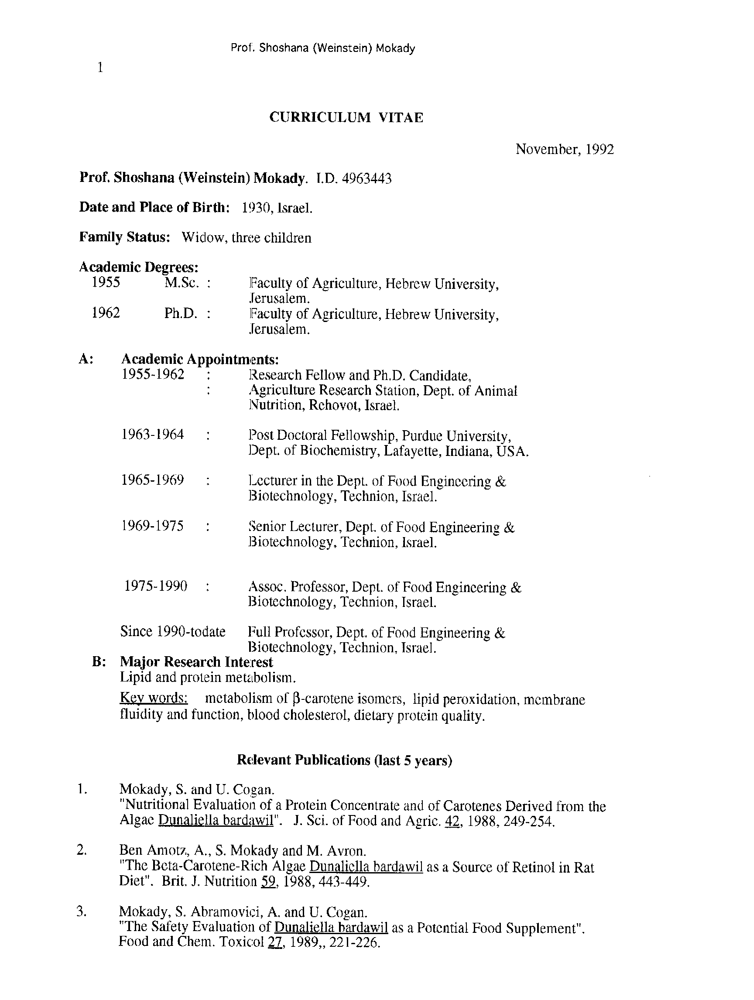 Prof. Shoshana (Weinstein) Mokady
1
CURRICULUM VITAE
November, 1992
Prof. Shoshana (Weinstein) Mokady. I.D. 4963443
Date and Place of Birth: 1930, Israel.
Family Status: Widow, three children
Academic Degrees:
1955 M.Sc. : Faculty of Agriculture, Hebrew University,
Jerusalem.
1962 Ph.D. : Faculty of Agriculture, Hebrew University,
Jerusalem.
A: Academic Appointments:
1955-1962 : Research Fellow and Ph.D. Candidate,
: Agriculture Research Station, Dept. of Animal
Nutrition, Rehovot, Israel.
1963-1964 : Post Doctoral Fellowship, Purdue University,
Dept. of Biochemistry, Lafayette, Indiana, USA.
1965-1969 : Lecturer in the Dept. of Food Engineering &
Biotechnology, Technion, Israel.
1969-1975 : Senior Lecturer, Dept. of Food Engineering &
Biotechnology, Technion, Israel.
1975-1990 : Assoc. Professor, Dept. of Food Engineering &
Biotechnology, Technion, Israel.
Since 1990-todate Full Professor, Dept. of Food Engineering &
Biotechnology, Technion, Israel.
B: Major Research Interest
Lipid and protein metabolism.
Key words: metabolism of β-carotene isomers, lipid peroxidation, membrane
fluidity and function, blood cholesterol, dietary protein quality.
Relevant Publications (last 5 years)
1. Mokady, S. and U. Cogan.
"Nutritional Evaluation of a Protein Concentrate and of Carotenes Derived from the
Algae Dunaliella bardawil". J. Sci. of Food and Agric. 42, 1988, 249-254.
2. Ben Amotz, A., S. Mokady and M. Avron.
"The Beta-Carotene-Rich Algae Dunaliella bardawil as a Source of Retinol in Rat
Diet". Brit. J. Nutrition 59, 1988, 443-449.
3. Mokady, S. Abramovici, A. and U. Cogan.
"The Safety Evaluation of Dunaliella bardawil as a Potential Food Supplement".
Food and Chem. Toxicol 27, 1989,, 221-226.